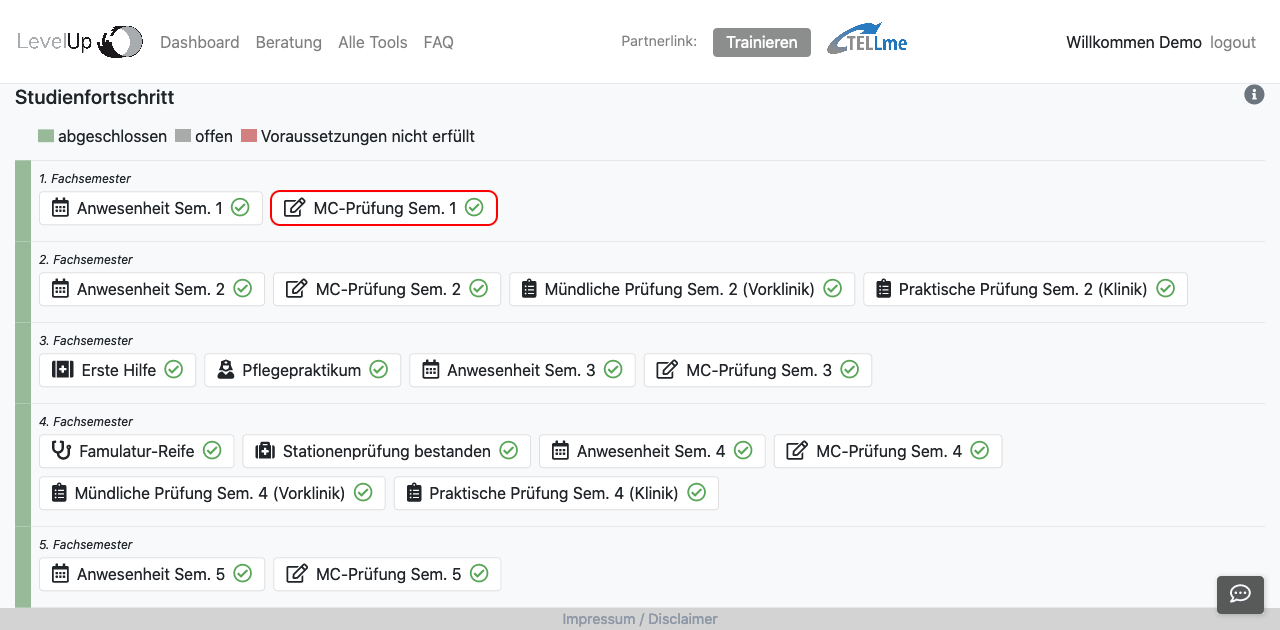 LevelUp Dashboard Beratung Alle Tools FAQ Partnerlink: Trainieren TELLme Willkommen Demo logout
Studienfortschritt
abgeschlossen offen Voraussetzungen nicht erfüllt
1. Fachsemester
Anwesenheit Sem. 1 MC-Prüfung Sem. 1
2. Fachsemester
Anwesenheit Sem. 2 MC-Prüfung Sem. 2 Mündliche Prüfung Sem. 2 (Vorklinik) Praktische Prüfung Sem. 2 (Klinik)
3. Fachsemester
Erste Hilfe Pflegepraktikum Anwesenheit Sem. 3 MC-Prüfung Sem. 3
4. Fachsemester
Famulatur-Reife Stationenprüfung bestanden Anwesenheit Sem. 4 MC-Prüfung Sem. 4
Mündliche Prüfung Sem. 4 (Vorklinik) Praktische Prüfung Sem. 4 (Klinik)
5. Fachsemester
Anwesenheit Sem. 5 MC-Prüfung Sem. 5
Impressum / Disclaimer